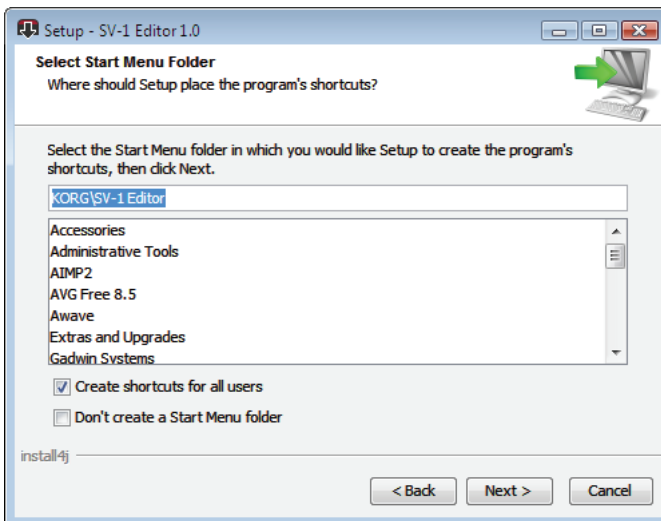 Setup - SV-1 Editor 1.0
Select Start Menu Folder
Where should Setup place the program's shortcuts?
Select the Start Menu folder in which you would like Setup to create the program's
shortcuts, then click Next.
KORG\SV-1 Editor
Accessories
Administrative Tools
AIMP2
AVG Free 8.5
Awave
Extras and Upgrades
Gadwin Systems
Create shortcuts for all users
Don't create a Start Menu folder
install4j
< Back Next > Cancel